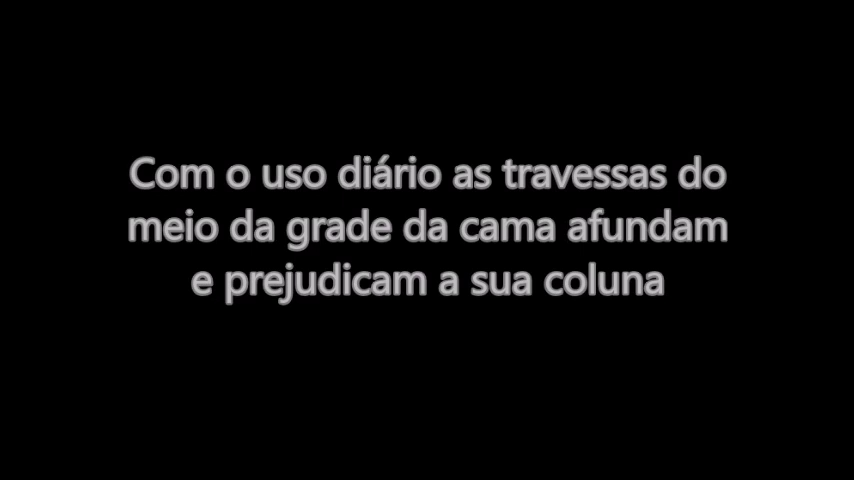 Com o uso diário as travessas do
meio da grade da cama afundam
e prejudicam a sua coluna